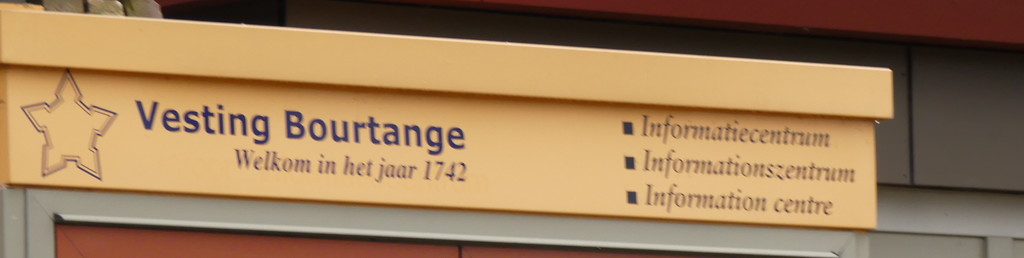 Vesting Bourtange
Welkom in het jaar 1742
Informatiecentrum
Informationszentrum
Information centre